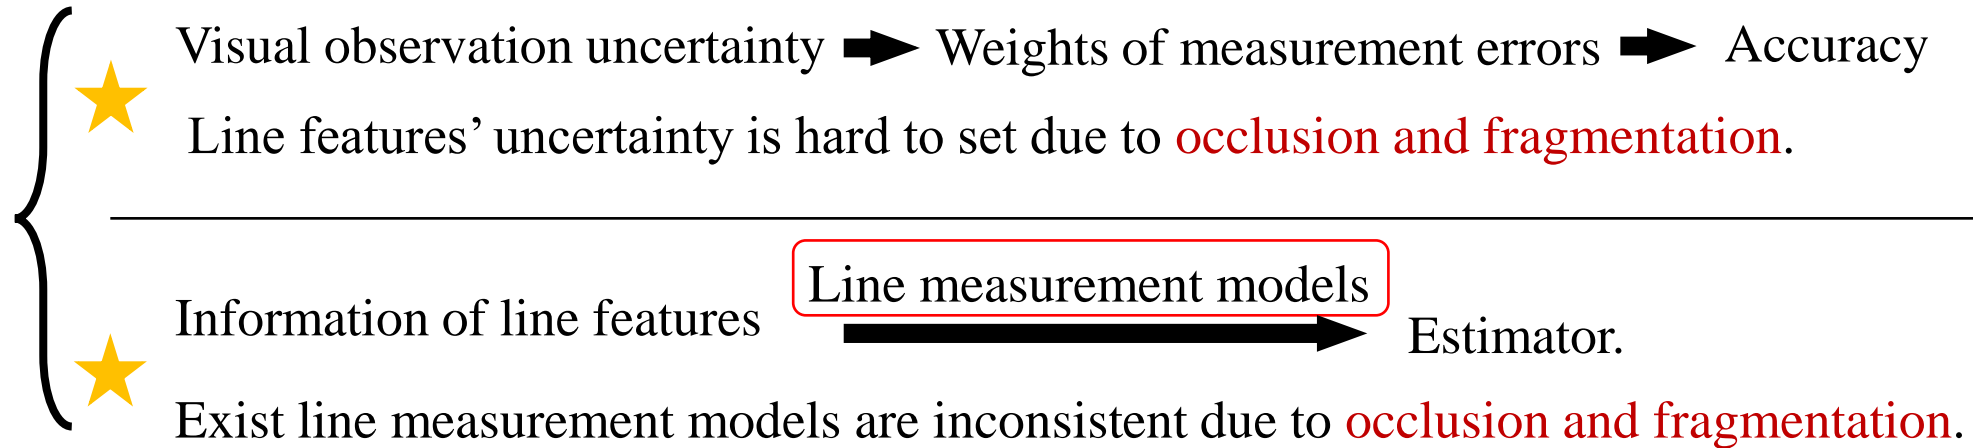 Visual observation uncertainty Weights of measurement errors Accuracy
Line features’ uncertainty is hard to set due to occlusion and fragmentation.
Line measurement models
Information of line features Estimator.
Exist line measurement models are inconsistent due to occlusion and fragmentation.